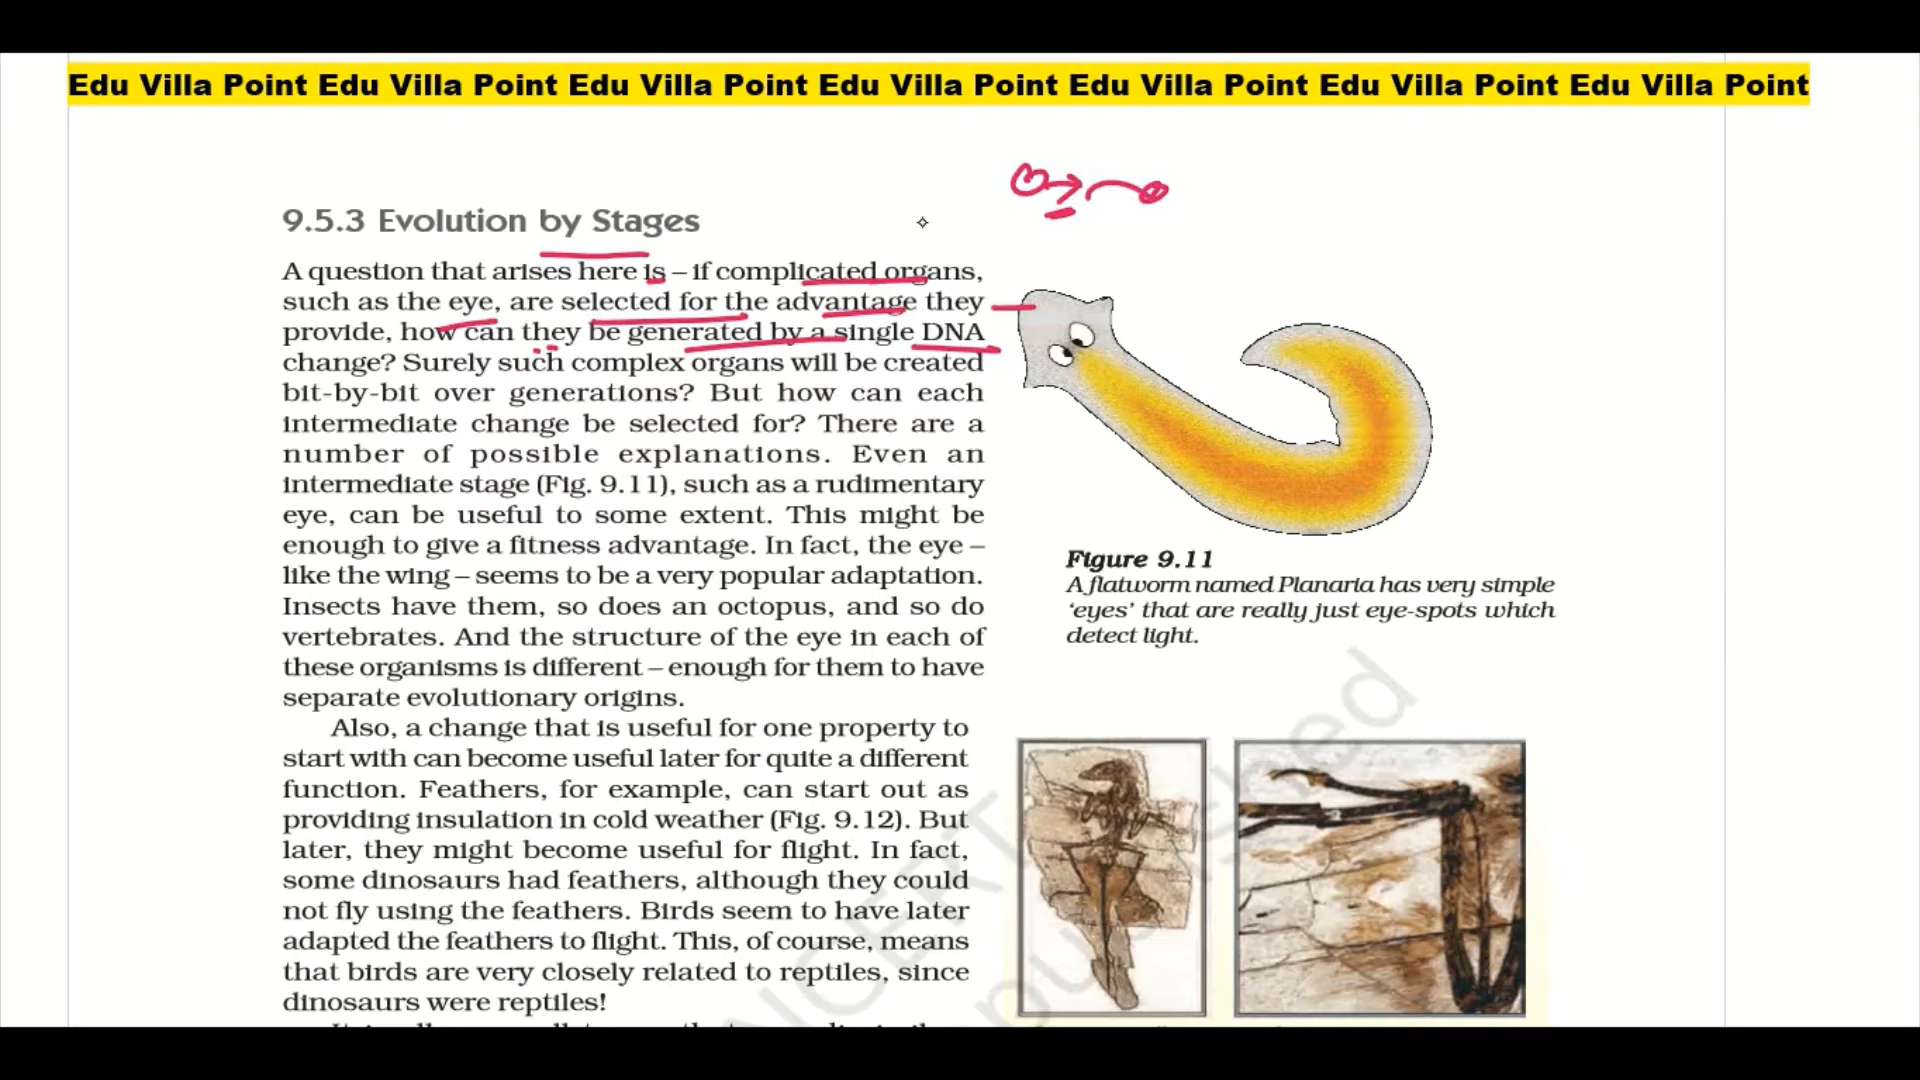 Edu Villa Point Edu Villa Point Edu Villa Point Edu Villa Point Edu Villa Point Edu Villa Point Edu Villa Point
9.5.3 Evolution by Stages
A question that arises here is – if complicated organs,
such as the eye, are selected for the advantage they
provide, how can they be generated by a single DNA
change? Surely such complex organs will be created
bit-by-bit over generations? But how can each
intermediate change be selected for? There are a
number of possible explanations. Even an
intermediate stage (Fig. 9.11), such as a rudimentary
eye, can be useful to some extent. This might be
enough to give a fitness advantage. In fact, the eye –
like the wing – seems to be a very popular adaptation.
Insects have them, so does an octopus, and so do
vertebrates. And the structure of the eye in each of
these organisms is different – enough for them to have
separate evolutionary origins.
Also, a change that is useful for one property to
start with can become useful later for quite a different
function. Feathers, for example, can start out as
providing insulation in cold weather (Fig. 9.12). But
later, they might become useful for flight. In fact,
some dinosaurs had feathers, although they could
not fly using the feathers. Birds seem to have later
adapted the feathers to flight. This, of course, means
that birds are very closely related to reptiles, since
dinosaurs were reptiles!
Figure 9.11
A flatworm named Planaria has very simple
‘eyes’ that are really just eye-spots which
detect light.
NCERT